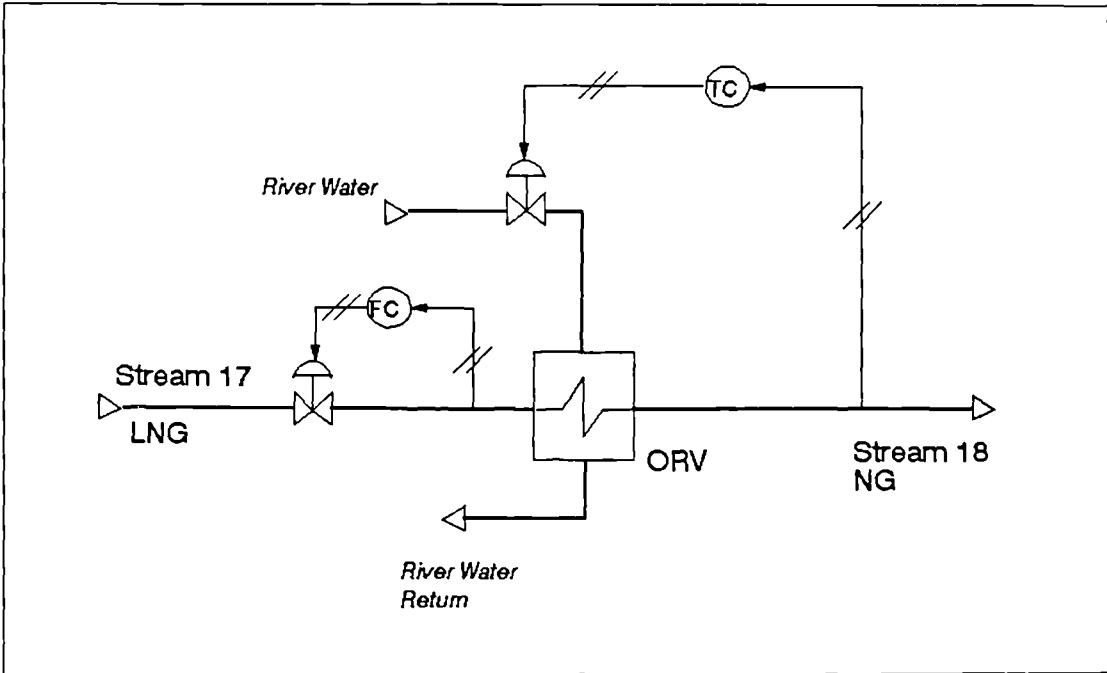 TC
River Water
FC
Stream 17
LNG
ORV
Stream 18
NG
River Water
Return